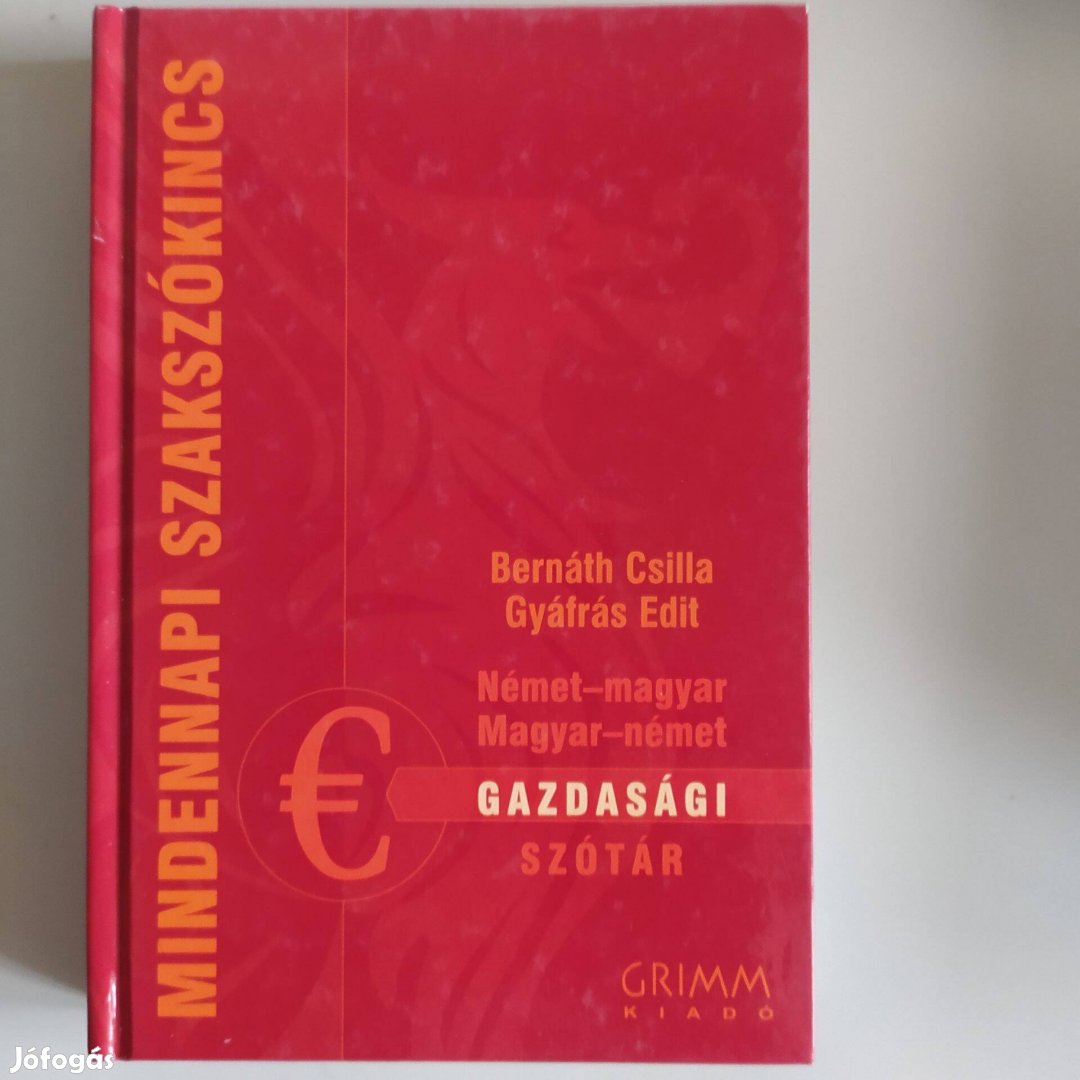 MINDENNAPI SZAKSZÓKINCS
Bernáth Csilla
Gyáfrás Edit
Német–magyar
Magyar–német
€
GAZDASÁGI
SZÓTÁR
GRIMM
KIADÓ
Jófogás